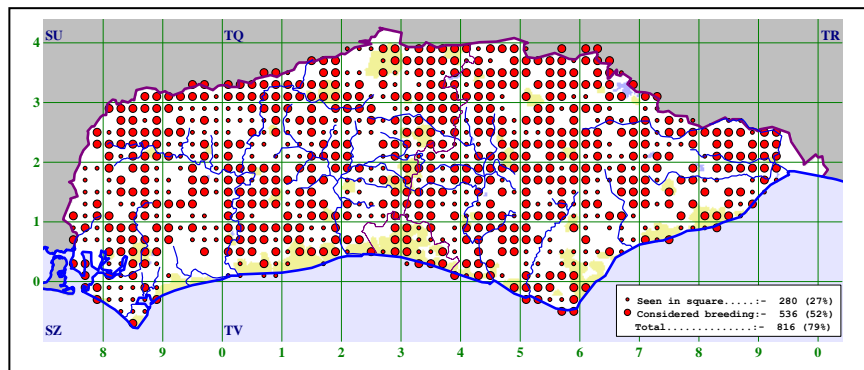 SU TQ TR
4
3
2
1
0
SZ TV
8 9 0 1 2 3 4 5 6 7 8 9 0
Seen in square.....:- 280 (27%)
Considered breeding:- 536 (52%)
Total..............:- 816 (79%)